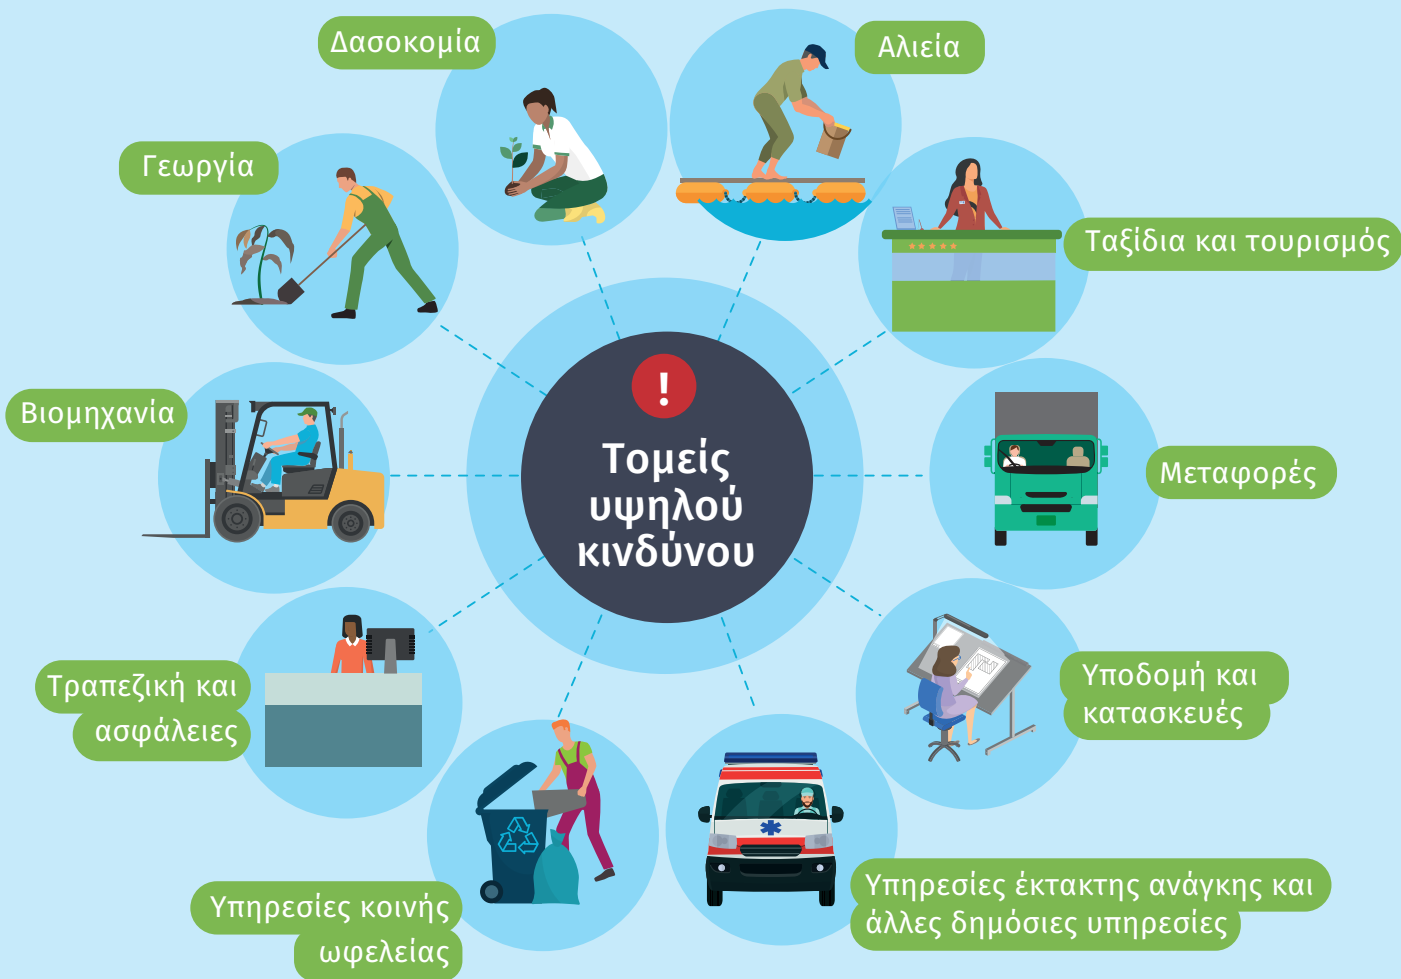 Δασοκομία
Αλιεία
Γεωργία
Ταξίδια και τουρισμός
Βιομηχανία
!
Τομείς
υψηλού
κινδύνου
Μεταφορές
Τραπεζική και
ασφάλειες
Υποδομή και
κατασκευές
Υπηρεσίες κοινής
ωφελείας
Υπηρεσίες έκτακτης ανάγκης και
άλλες δημόσιες υπηρεσίες